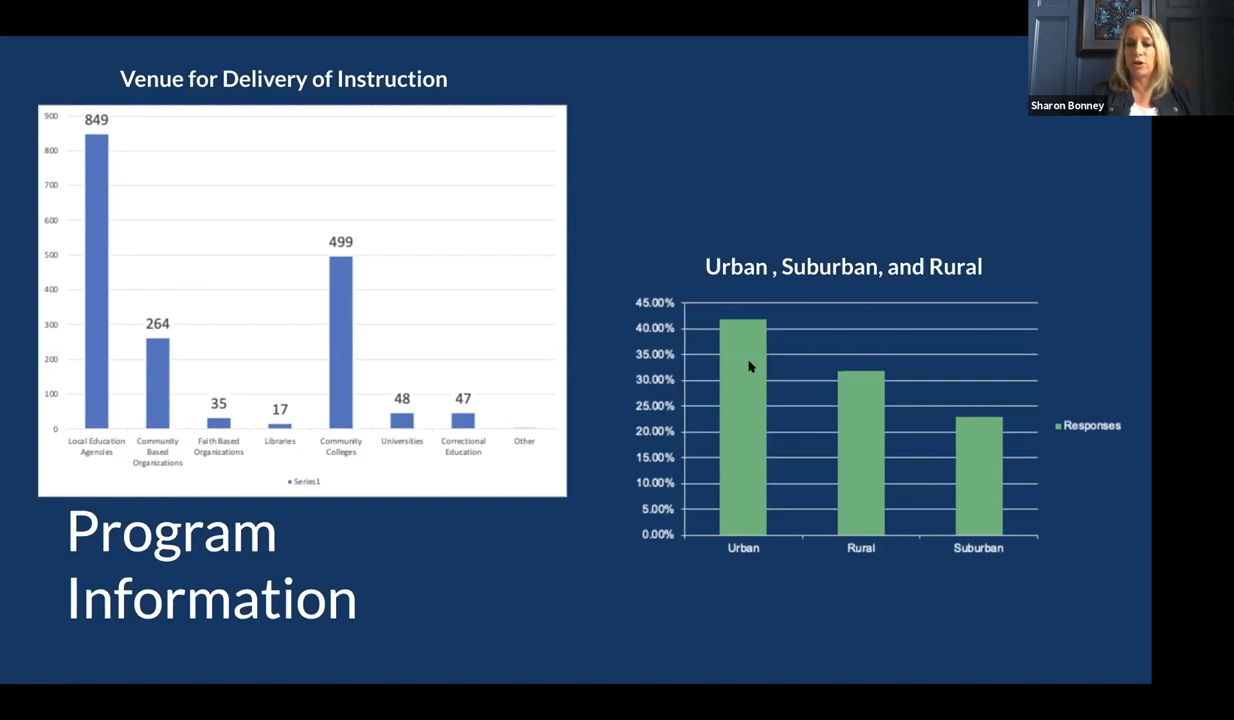 Sharon Bonney
Venue for Delivery of Instruction
900
849
800
700
600
500
499
400
300
264
200
100
35
17
48
47
0
Local Education
Agencies
Community
Based
Organizations
Faith Based
Organizations
Libraries
Community
Colleges
Universities
Correctional
Education
Other
Series1
Program
Information
Urban , Suburban, and Rural
45.00%
40.00%
35.00%
30.00%
25.00%
20.00%
15.00%
10.00%
5.00%
0.00%
Urban
Rural
Suburban
Responses